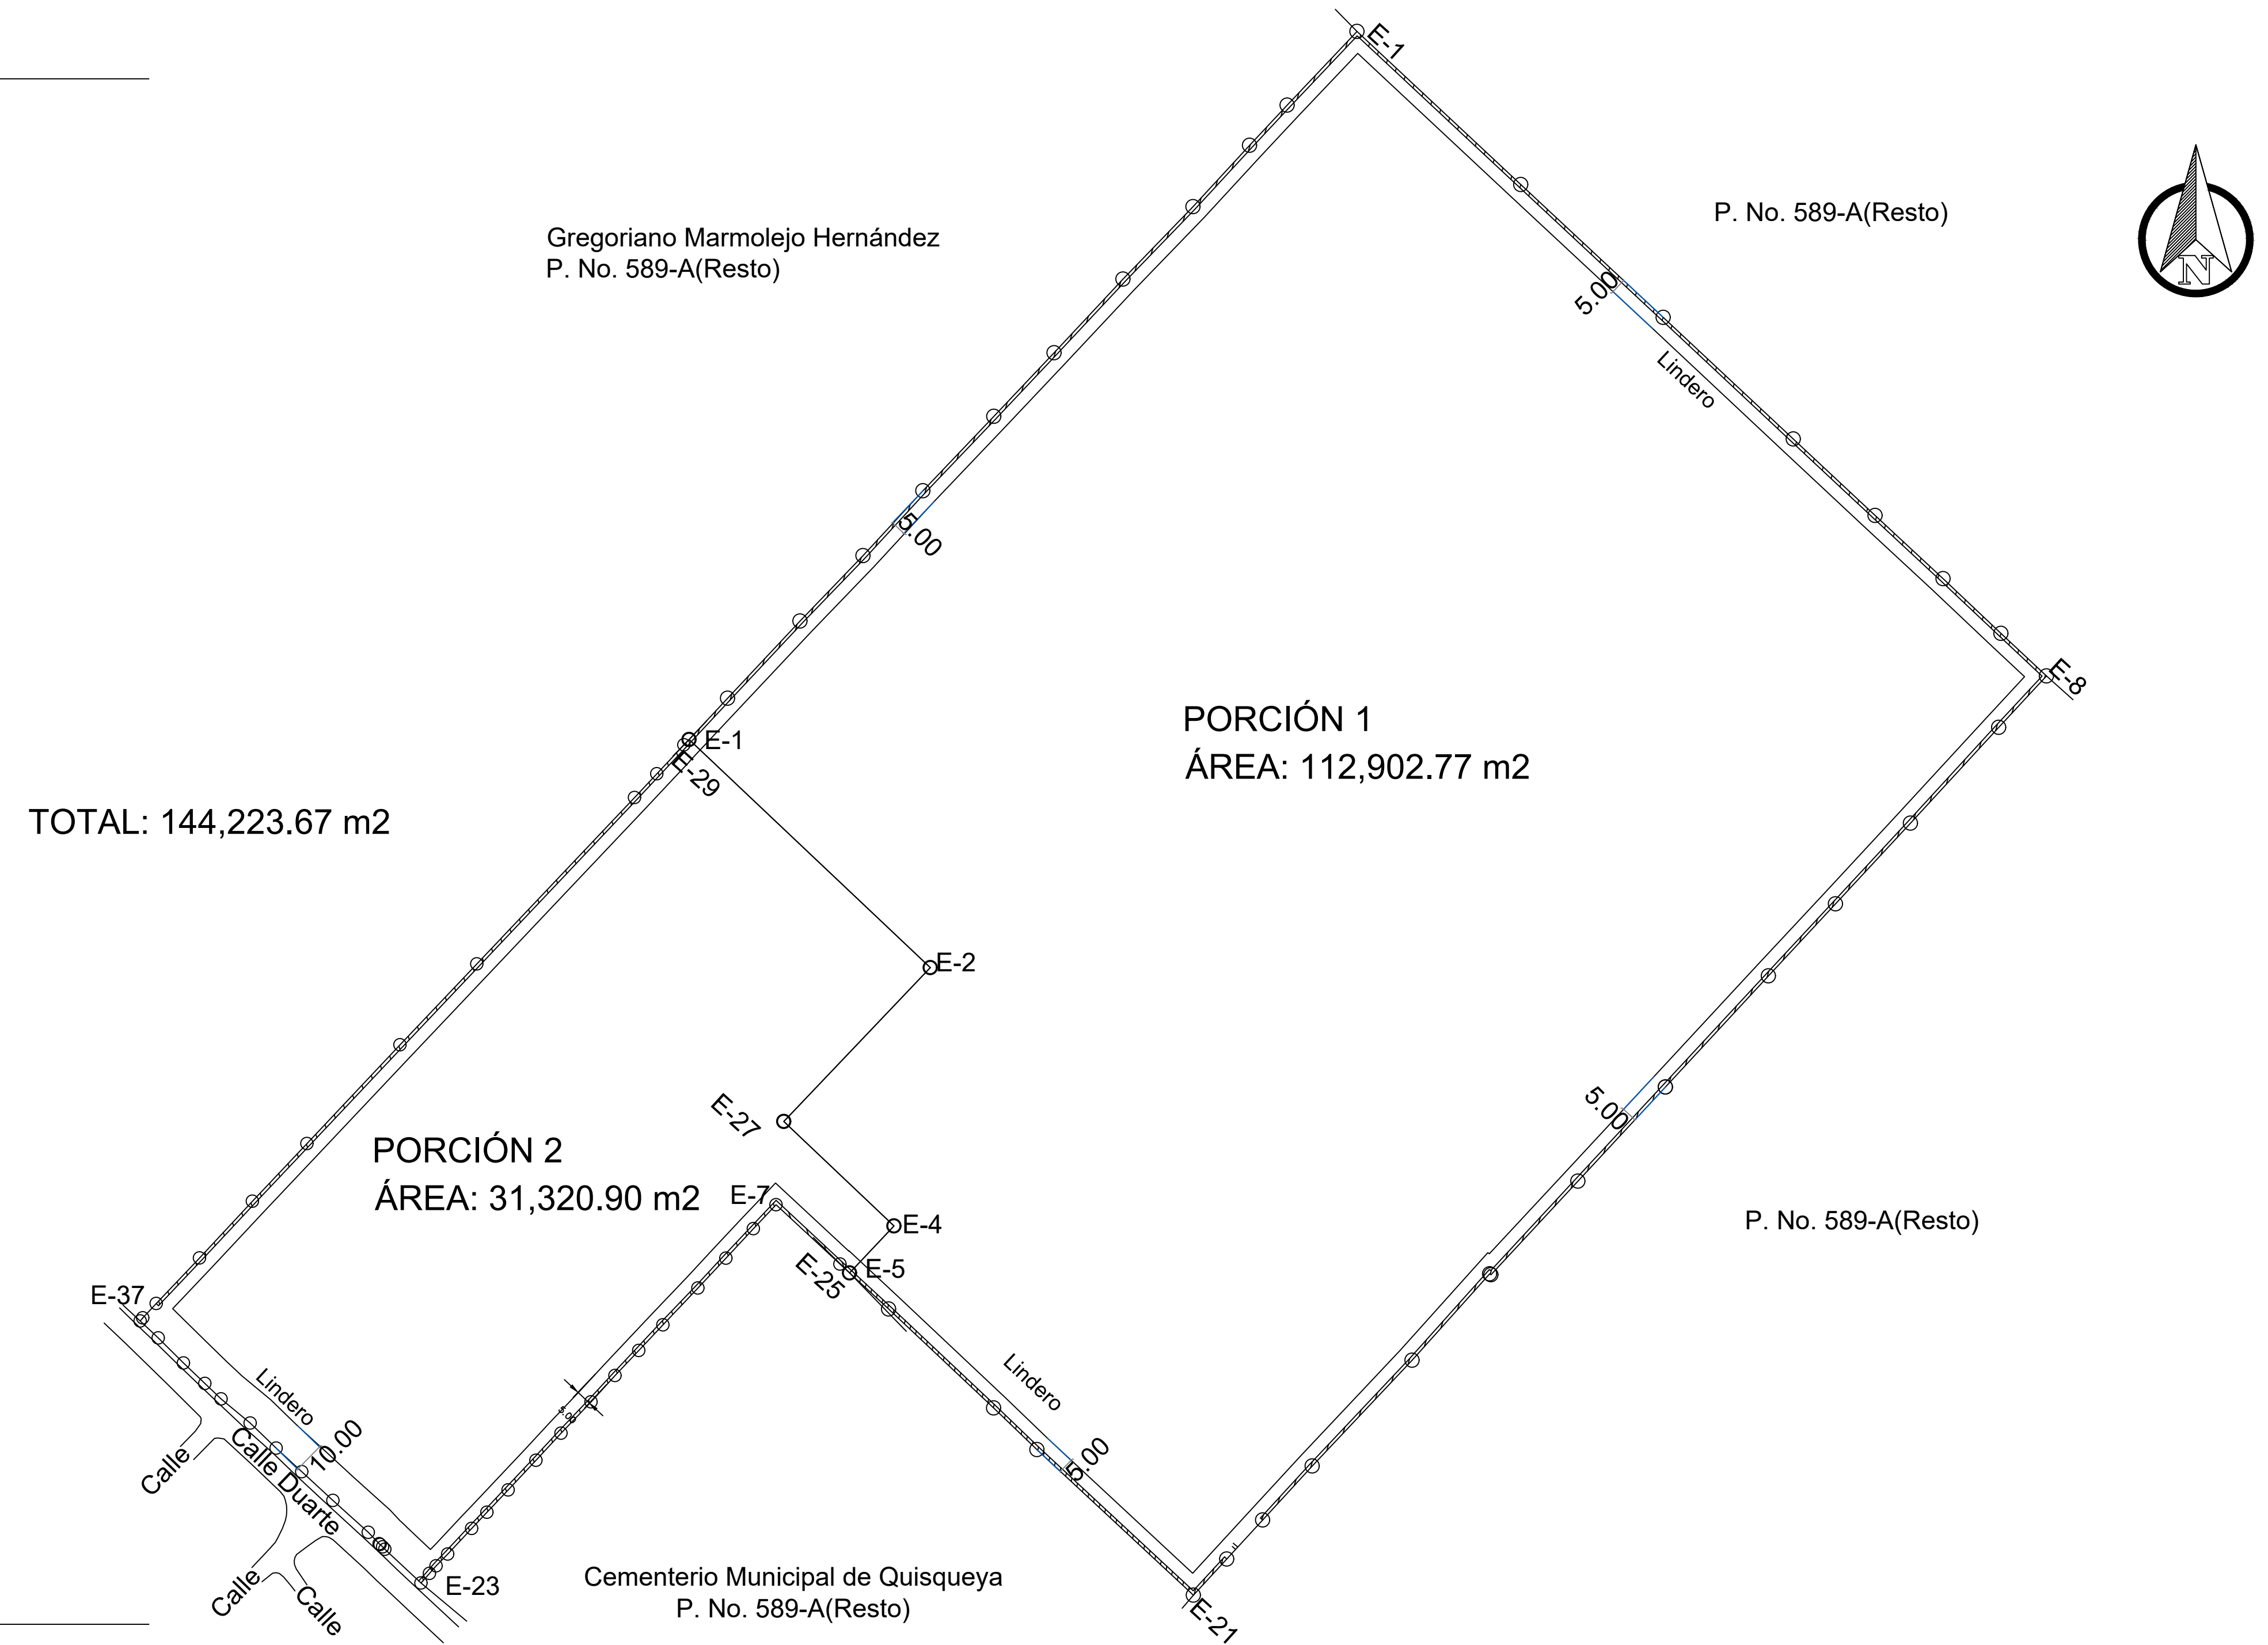 E-1
P. No. 589-A(Resto)
Gregoriano Marmolejo Hernández
P. No. 589-A(Resto)
N
5.00
Lindero
5.00
E-8
PORCIÓN 1
ÁREA: 112,902.77 m2
E-1
E-29
TOTAL: 144,223.67 m2
E-2
E-27
5.00
PORCIÓN 2
ÁREA: 31,320.90 m2
E-7
E-4
P. No. 589-A(Resto)
E-5
E-25
E-37
Lindero
Lindero
5.00
10.00
5.00
Calle Duarte
Calle
Calle
Calle
E-23
Cementerio Municipal de Quisqueya
P. No. 589-A(Resto)
E-21